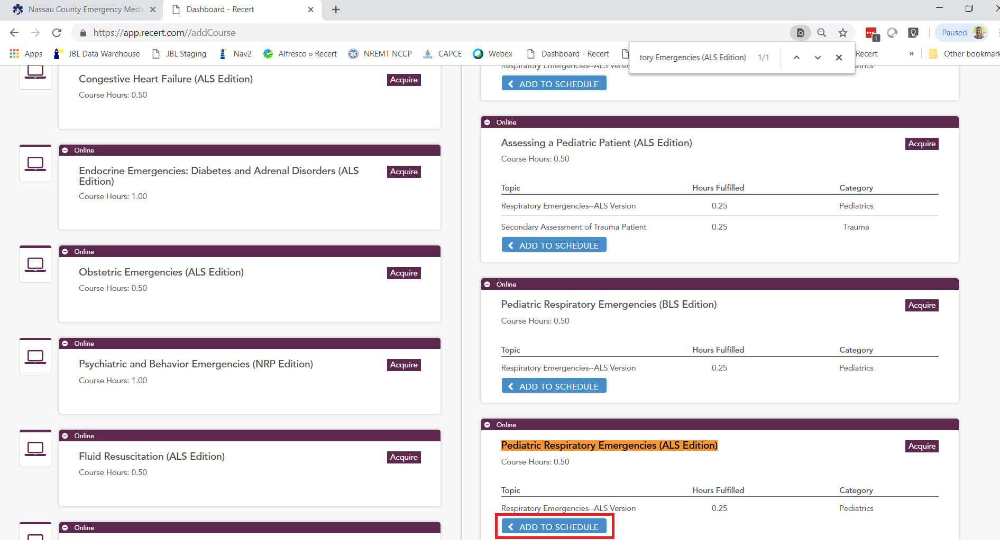 Nassau County Emergency Medic
Dashboard - Recert
https://app.recert.com//addCourse
1
Paused
Apps
JBL Data Warehouse
JBL Staging
Nav2
Alfresco » Recert
NREMT NCCP
CAPCE
CAPCE
Webex
Dashboard - Recert
Recert
»
Other bookmark
tory Emergencies (ALS Edition)
1/1
Congestive Heart Failure (ALS Edition)
Acquire
Course Hours: 0.50
Online
Endocrine Emergencies: Diabetes and Adrenal Disorders (ALS
Edition)
Acquire
Course Hours: 1.00
Online
Obstetric Emergencies (ALS Edition)
Acquire
Course Hours: 0.50
Online
Psychiatric and Behavior Emergencies (NRP Edition)
Acquire
Course Hours: 1.00
Online
Fluid Resuscitation (ALS Edition)
Acquire
Course Hours: 0.50
Online
Respiratory Emergencies--ALS
ADD TO SCHEDULE
Online
Assessing a Pediatric Patient (ALS Edition)
Acquire
Course Hours: 0.50
Topic Hours Fulfilled Category
Respiratory Emergencies--ALS Version 0.25 Pediatrics
Secondary Assessment of Trauma Patient 0.25 Trauma
ADD TO SCHEDULE
Online
Pediatric Respiratory Emergencies (BLS Edition)
Acquire
Course Hours: 0.50
Topic Hours Fulfilled Category
Respiratory Emergencies--ALS Version 0.25 Pediatrics
ADD TO SCHEDULE
Online
Pediatric Respiratory Emergencies (ALS Edition)
Acquire
Course Hours: 0.50
Topic Hours Fulfilled Category
Respiratory Emergencies--ALS Version 0.25 Pediatrics
ADD TO SCHEDULE